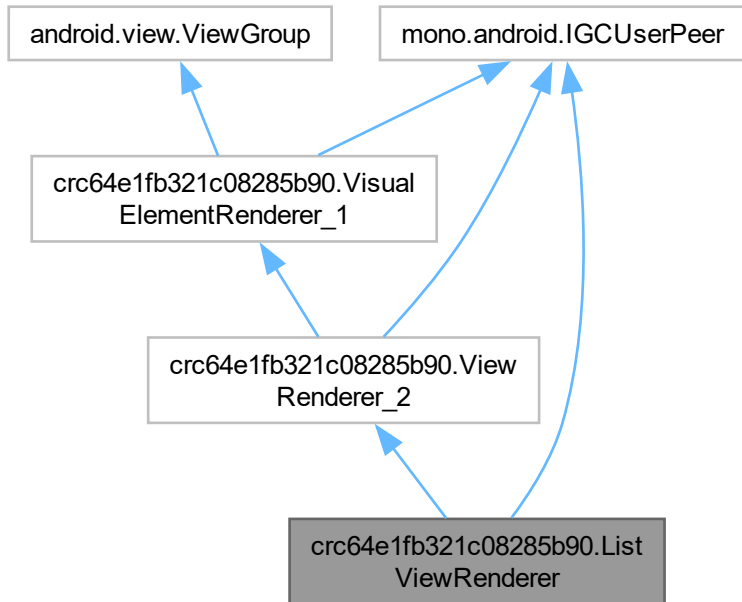 android.view.ViewGroup
mono.android.IGCUserPeer
crc64e1fb321c08285b90.Visual
ElementRenderer_1
crc64e1fb321c08285b90.View
Renderer_2
crc64e1fb321c08285b90.List
ViewRenderer